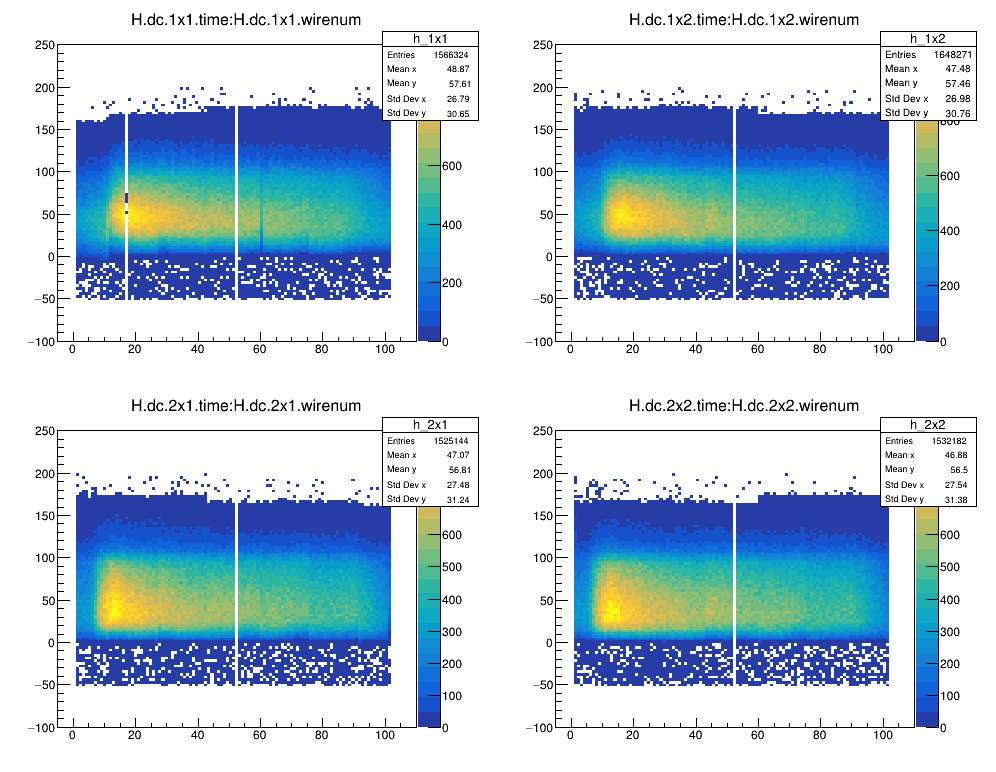 H.dc.1x1.time:H.dc.1x1.wirenum
h_1x1
Entries 1566324
Mean x 48.87
Mean y 57.61
Std Dev x 26.79
Std Dev y 30.65
250
200
150
100
50
0
−50
−100
0 20 40 60 80 100
600
400
200
0
H.dc.1x2.time:H.dc.1x2.wirenum
h_1x2
Entries 1648271
Mean x 47.48
Mean y 57.46
Std Dev x 26.98
Std Dev y 30.76
250
200
150
100
50
0
−50
−100
0 20 40 60 80 100
800
600
400
200
0
H.dc.2x1.time:H.dc.2x1.wirenum
h_2x1
Entries 1525144
Mean x 47.07
Mean y 56.81
Std Dev x 27.48
Std Dev y 31.24
250
200
150
100
50
0
−50
−100
0 20 40 60 80 100
600
500
400
300
200
100
0
H.dc.2x2.time:H.dc.2x2.wirenum
h_2x2
Entries 1532182
Mean x 46.88
Mean y 56.5
Std Dev x 27.54
Std Dev y 31.38
250
200
150
100
50
0
−50
−100
0 20 40 60 80 100
600
500
400
300
200
100
0